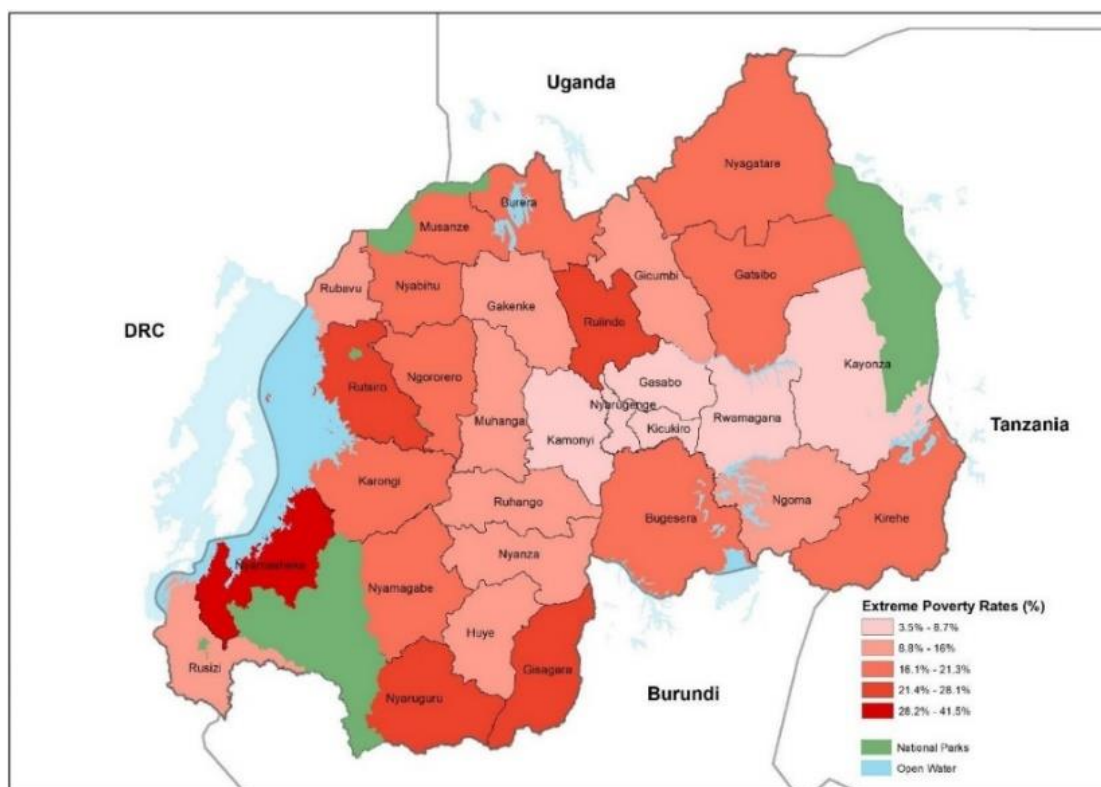 Uganda
Nyagatare
Burera
Musanze
Gatsibo
Gicumbi
Nyabihu
Rubavu
Gakenke
Rulindo
DRC
Kayonza
Gasabo
Rutsiro
Ngororero
Nyarugenge
Rwamagana
Muhanga
Kicukiro
Tanzania
Kamonyi
Karongi
Ruhango
Ngoma
Bugesera
Kirehe
Nyanza
Nyamasheke
Nyamagabe
Huye
Rusizi
Gisagara
Burundi
Nyaruguru
Extreme Poverty Rates (%)
3.5% - 8.7%
8.8% - 16%
16.1% - 21.3%
21.4% - 28.1%
28.2% - 41.5%
National Parks
Open Water